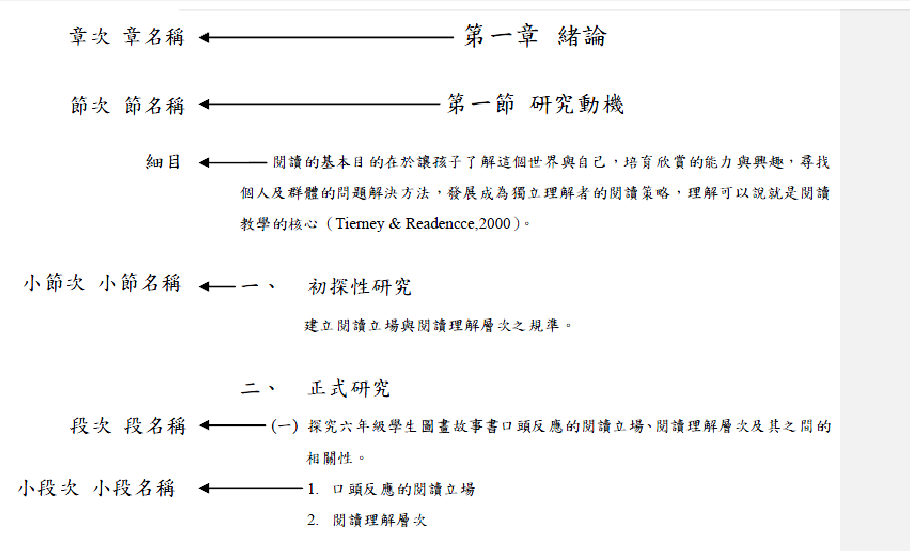 章次 章名稱 第一章 緒論
節次 節名稱 第一節 研究動機
細目 閱讀的基本目的在於讓孩子了解這個世界與自己，培育欣賞的能力與興趣，尋找
個人及群體的問題解決方法，發展成為獨立理解者的閱讀策略，理解可以說就是閱讀
教學的核心（Tierney & Readencce,2000）。
小節次 小節名稱 一、 初探性研究
建立閱讀立場與閱讀理解層次之規準。
二、 正式研究
段次 段名稱 (一) 探究六年級學生圖畫故事書口頭反應的閱讀立場、閱讀理解層次及其之間的
相關性。
小段次 小段名稱 1. 口頭反應的閱讀立場
2. 閱讀理解層次